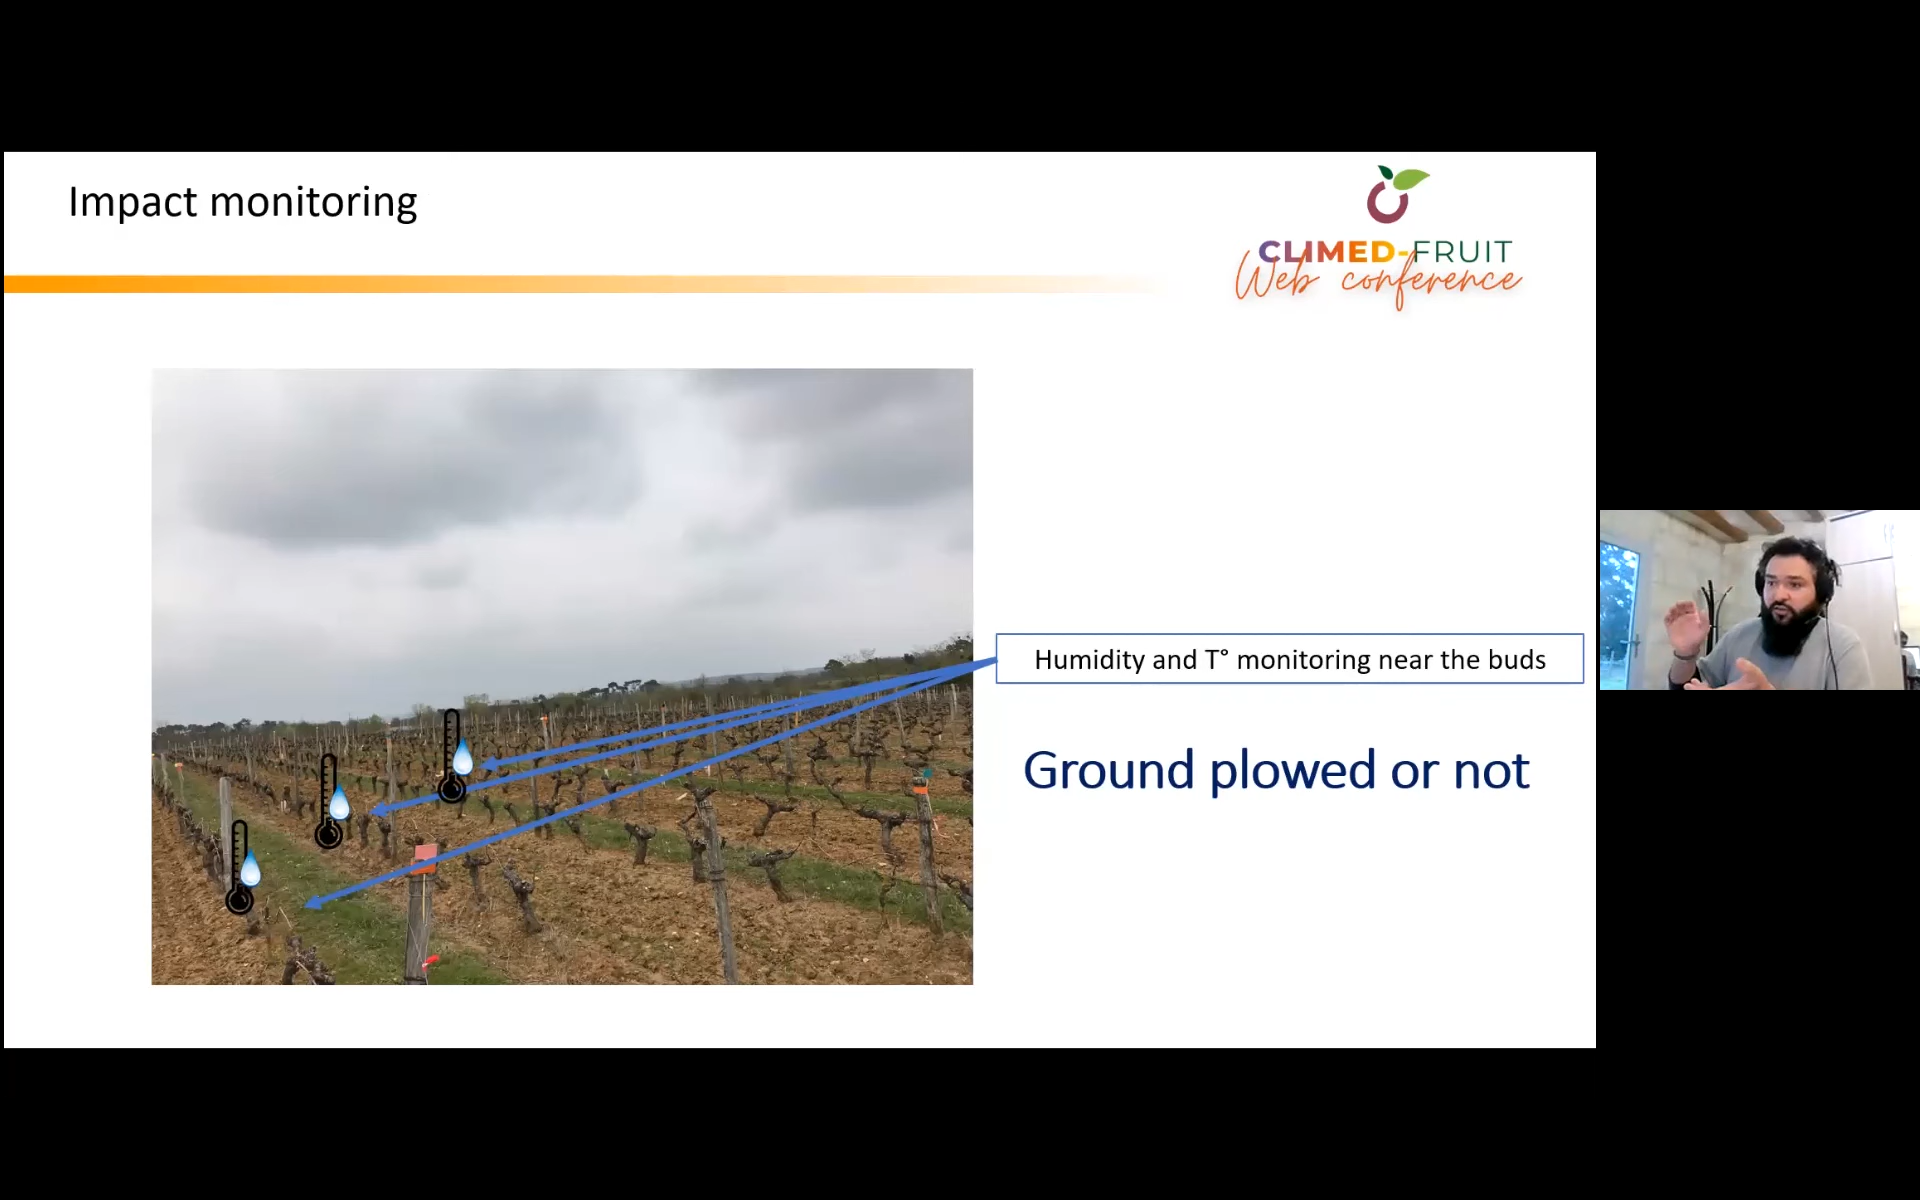 Impact monitoring
CLIMED-FRUIT
Web conference
Humidity and T° monitoring near the buds
Ground plowed or not